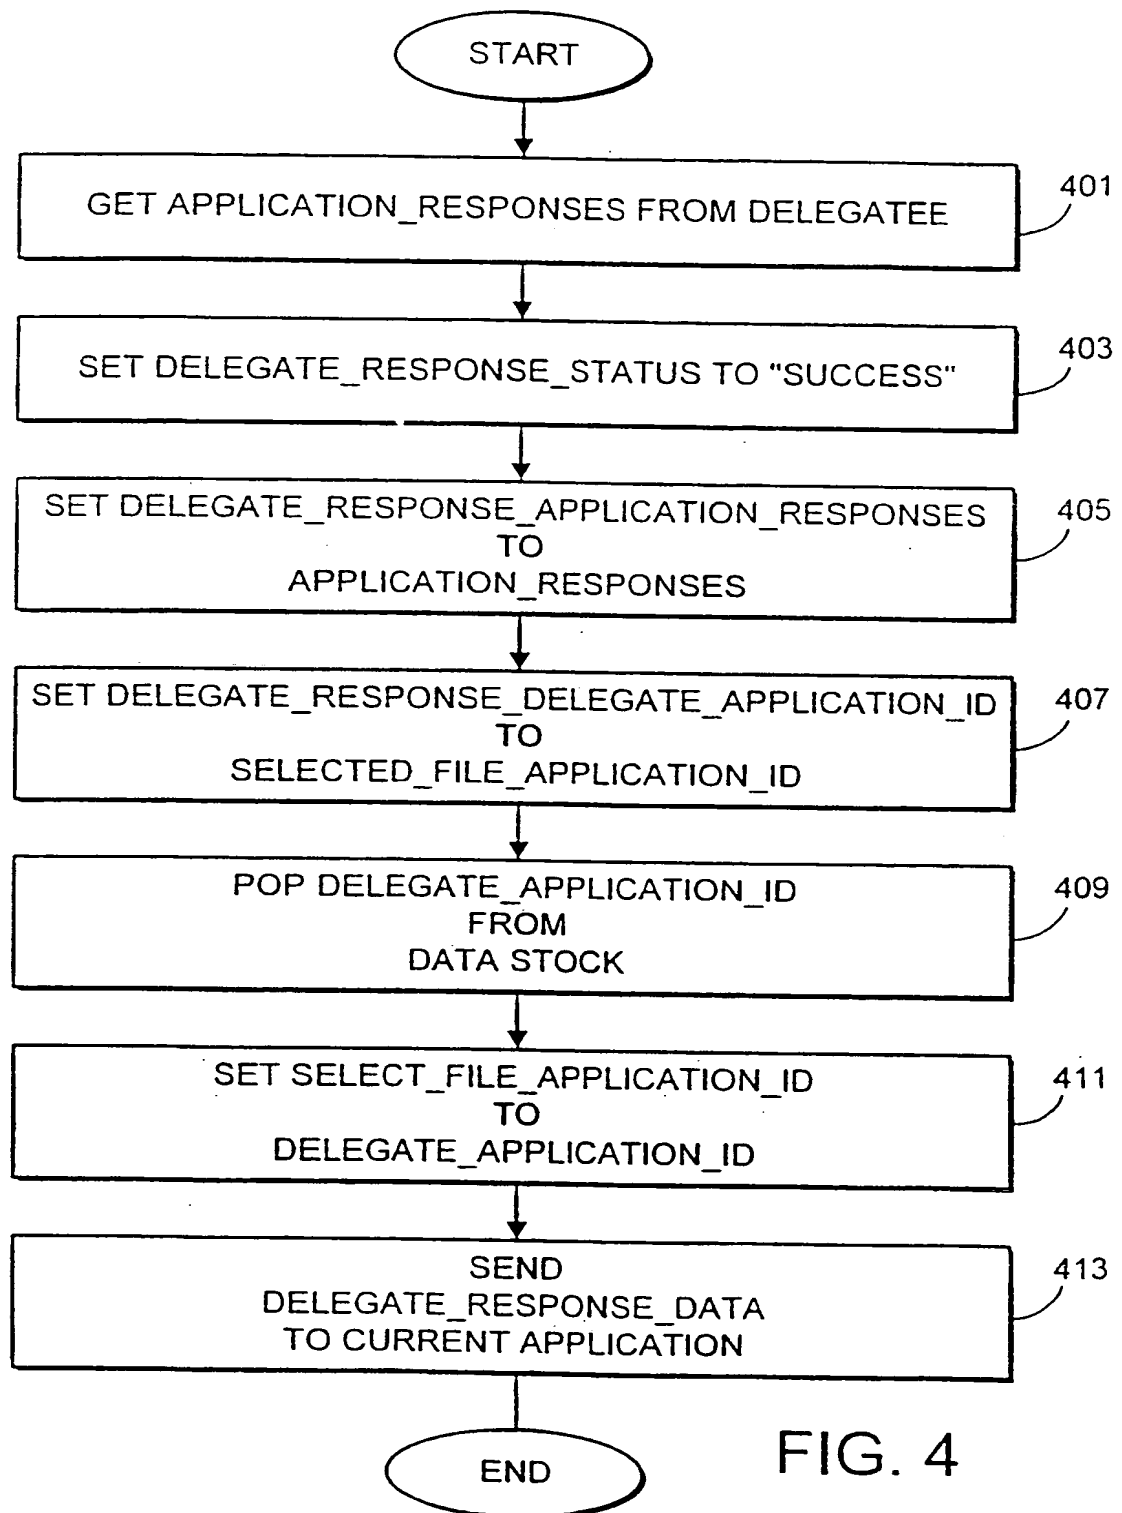 START
GET APPLICATION_RESPONSES FROM DELEGATEE
401
SET DELEGATE_RESPONSE_STATUS TO "SUCCESS"
403
SET DELEGATE_RESPONSE_APPLICATION_RESPONSES
TO
APPLICATION_RESPONSES
405
SET DELEGATE_RESPONSE_DELEGATE_APPLICATION_ID
TO
SELECTED_FILE_APPLICATION_ID
407
POP DELEGATE_APPLICATION_ID
FROM
DATA STOCK
409
SET SELECT_FILE_APPLICATION_ID
TO
DELEGATE_APPLICATION_ID
411
SEND
DELEGATE_RESPONSE_DATA
TO CURRENT APPLICATION
413
END
FIG. 4